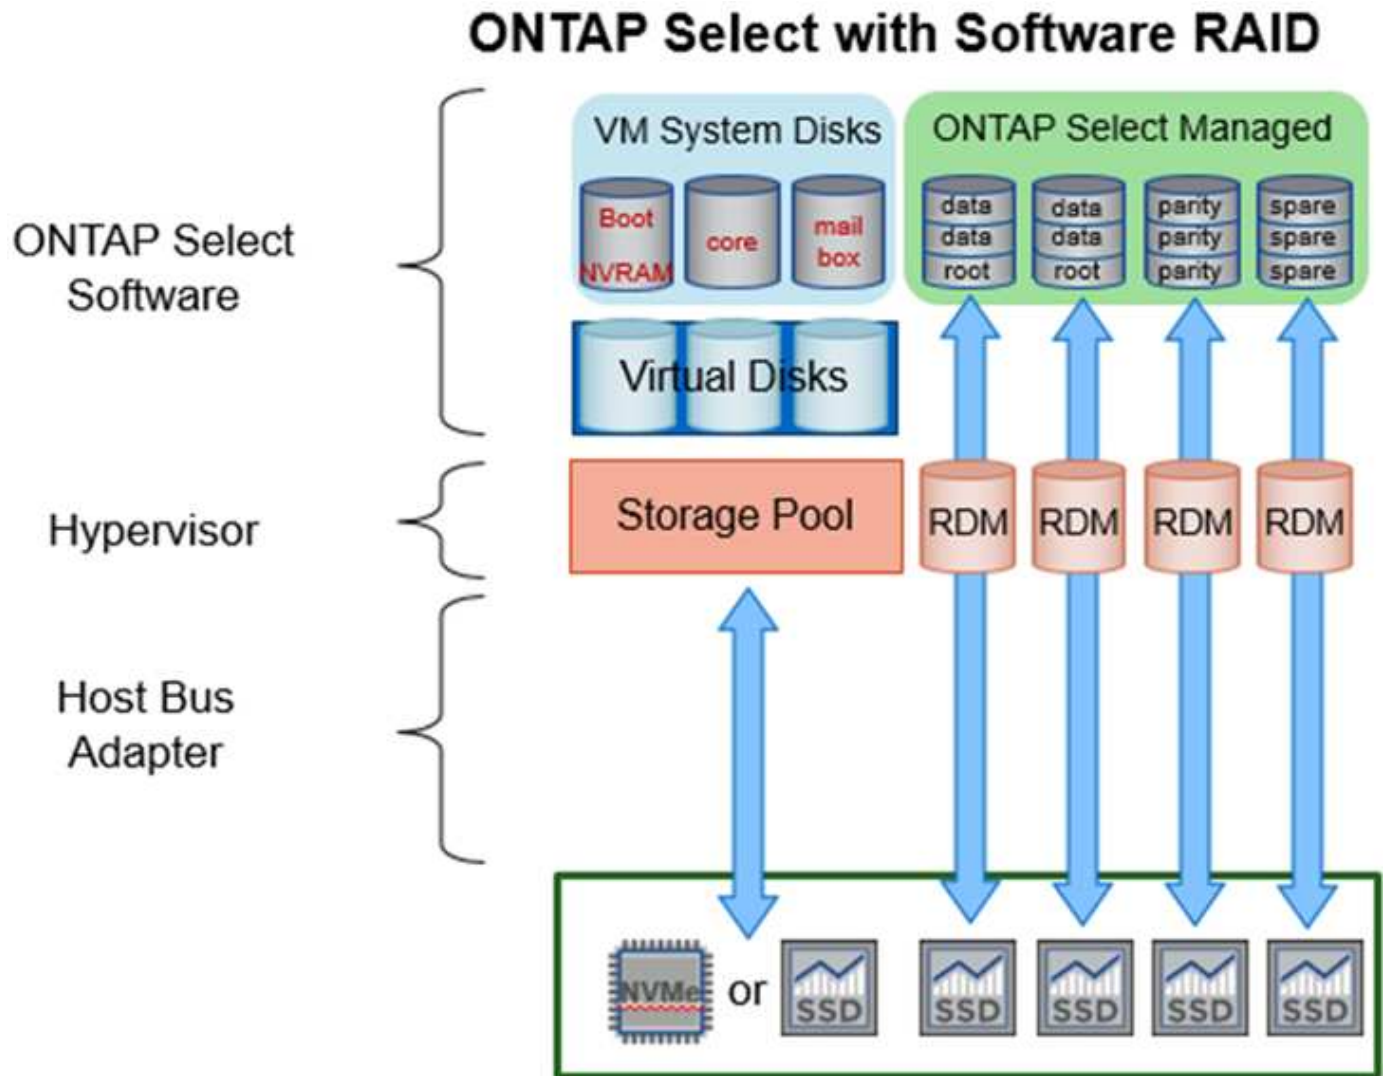 ONTAP Select with Software RAID
VM System Disks
ONTAP Select Managed
Boot
NVRAM
core
mail
box
data
data
root
data
data
root
parity
parity
parity
spare
spare
spare
ONTAP Select
Software
Virtual Disks
Hypervisor
Storage Pool
RDM
RDM
RDM
RDM
Host Bus
Adapter
NVMe
or
SSD
SSD
SSD
SSD
SSD